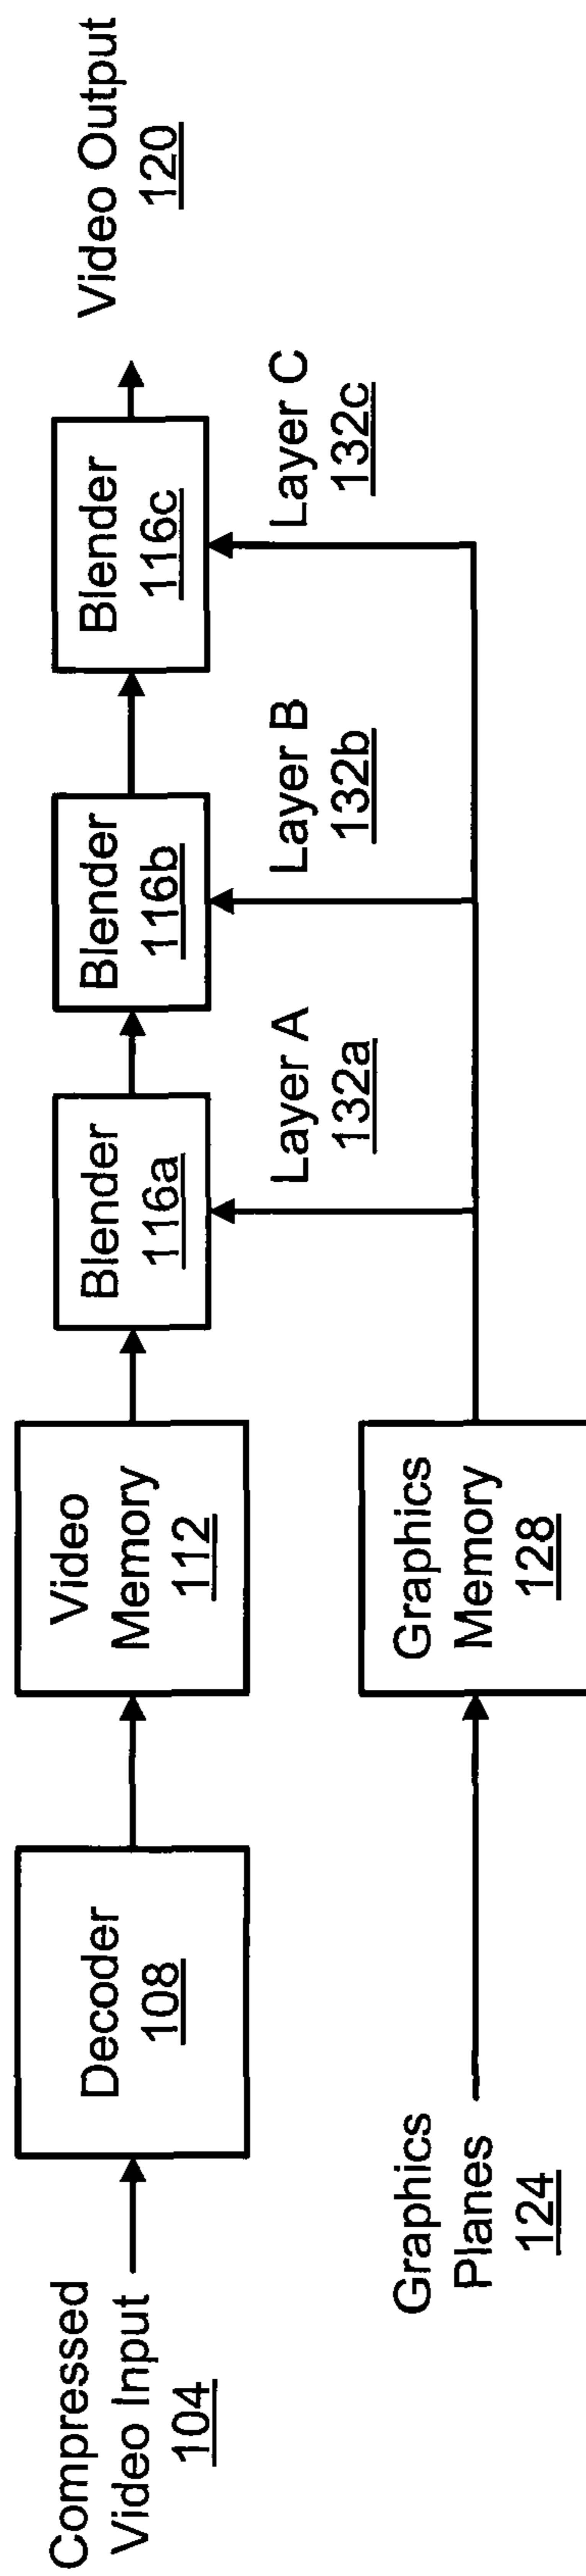 Compressed
Video Input
104
Decoder
108
Video
Memory
112
Blender
116a
Blender
116b
Blender
116c
Video Output
120
Layer A
132a
Layer B
132b
Layer C
132c
Graphics
Planes
124
Graphics
Memory
128